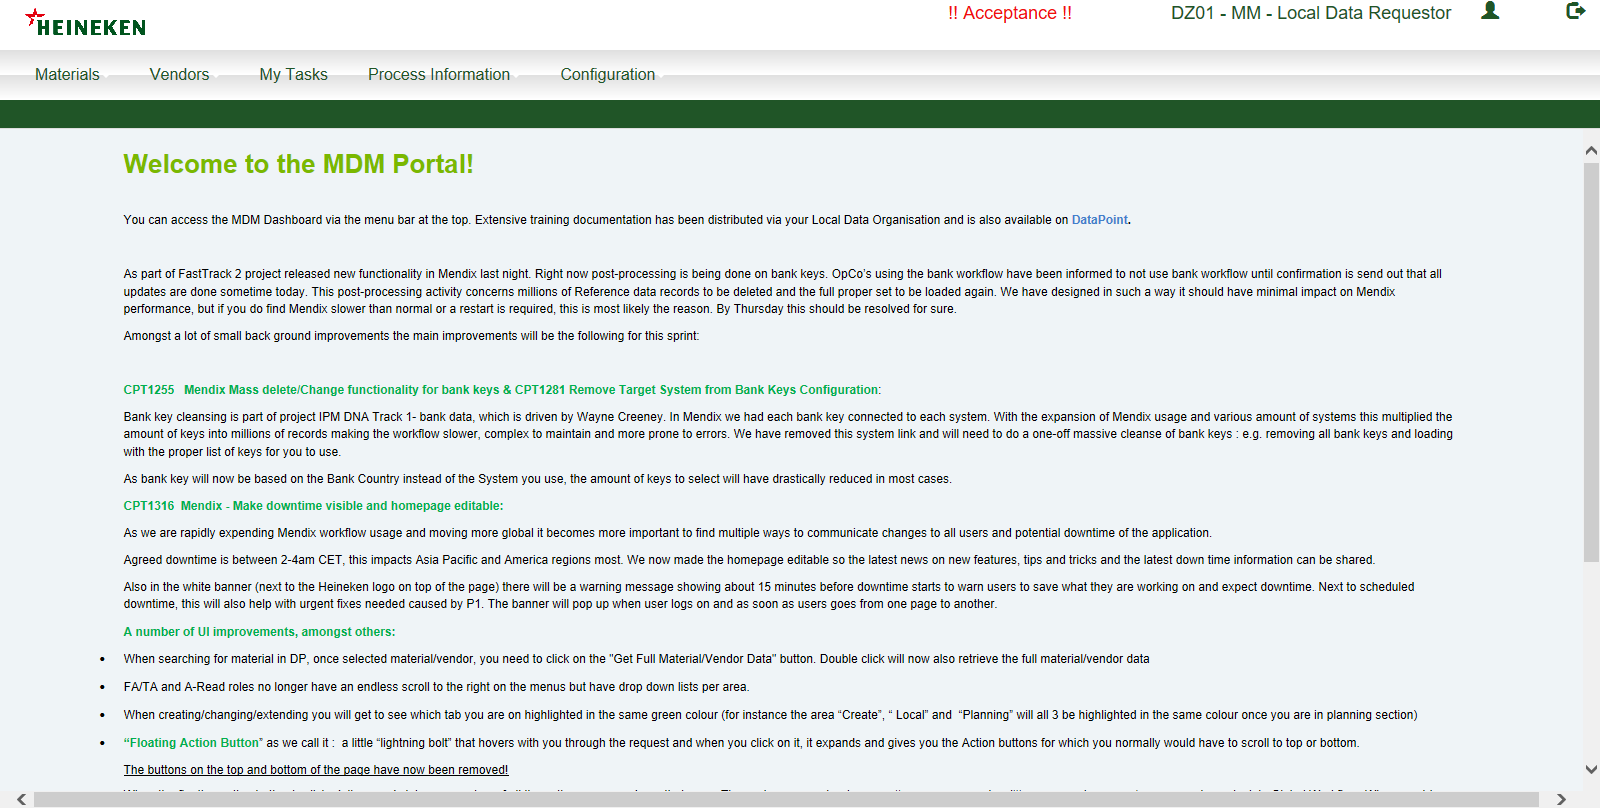 HEINEKEN
!! Acceptance !!
DZ01 - MM - Local Data Requestor
Materials
Vendors
My Tasks
Process Information
Configuration
Welcome to the MDM Portal!
You can access the MDM Dashboard via the menu bar at the top. Extensive training documentation has been distributed via your Local Data Organisation and is also available on DataPoint.
As part of FastTrack 2 project released new functionality in Mendix last night. Right now post-processing is being done on bank keys. OpCo's using the bank workflow have been informed to not use bank workflow until confirmation is send out that all
updates are done sometime today. This post-processing activity concerns millions of Reference data records to be deleted and the full proper set to be loaded again. We have designed in such a way it should have minimal impact on Mendix
performance, but if you do find Mendix slower than normal or a restart is required, this is most likely the reason. By Thursday this should be resolved for sure.
Amongst a lot of small back ground improvements the main improvements will be the following for this sprint:
CPT1255   Mendix Mass delete/Change functionality for bank keys & CPT1281 Remove Target System from Bank Keys Configuration:
Bank key cleansing is part of project IPM DNA Track 1- bank data, which is driven by Wayne Creeney. In Mendix we had each bank key connected to each system. With the expansion of Mendix usage and various amount of systems this multiplied the
amount of keys into millions of records making the workflow slower, complex to maintain and more prone to errors. We have removed this system link and will need to do a one-off massive cleanse of bank keys : e.g. removing all bank keys and loading
with the proper list of keys for you to use.
As bank key will now be based on the Bank Country instead of the System you use, the amount of keys to select will have drastically reduced in most cases.
CPT1316  Mendix - Make downtime visible and homepage editable:
As we are rapidly expending Mendix workflow usage and moving more global it becomes more important to find multiple ways to communicate changes to all users and potential downtime of the application.
Agreed downtime is between 2-4am CET, this impacts Asia Pacific and America regions most. We now made the homepage editable so the latest news on new features, tips and tricks and the latest down time information can be shared.
Also in the white banner (next to the Heineken logo on top of the page) there will be a warning message showing about 15 minutes before downtime starts to warn users to save what they are working on and expect downtime. Next to scheduled
downtime, this will also help with urgent fixes needed caused by P1. The banner will pop up when user logs on and as soon as users goes from one page to another.
A number of UI improvements, amongst others:
• When searching for material in DP, once selected material/vendor, you need to click on the "Get Full Material/Vendor Data" button. Double click will now also retrieve the full material/vendor data
• FA/TA and A-Read roles no longer have an endless scroll to the right on the menus but have drop down lists per area.
• When creating/changing/extending you will get to see which tab you are on highlighted in the same green colour (for instance the area “Create”, “ Local” and  “Planning” will all 3 be highlighted in the same colour once you are in planning section)
• “Floating Action Button” as we call it :  a little “lightning bolt” that hovers with you through the request and when you click on it, it expands and gives you the Action buttons for which you normally would have to scroll to top or bottom.
The buttons on the top and bottom of the page have now been removed!